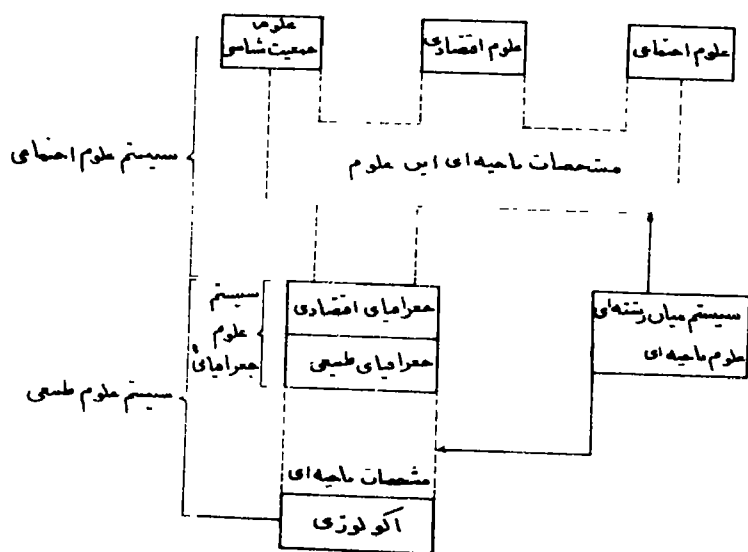 علوم اجتماعی
علوم اقتصادی
علوم
جمعیت شناسی
سیستم علوم اجتماعی
مشخصات ناحیه ای این علوم
سیستم میان رشته ای
علوم ناحیه ای
جغرافیای اقتصادی
جغرافیای طبیعی
سیستم
علوم
جغرافیائی
سیستم علوم طبیعی
مشخصات ناحیه ای
اکولوژی